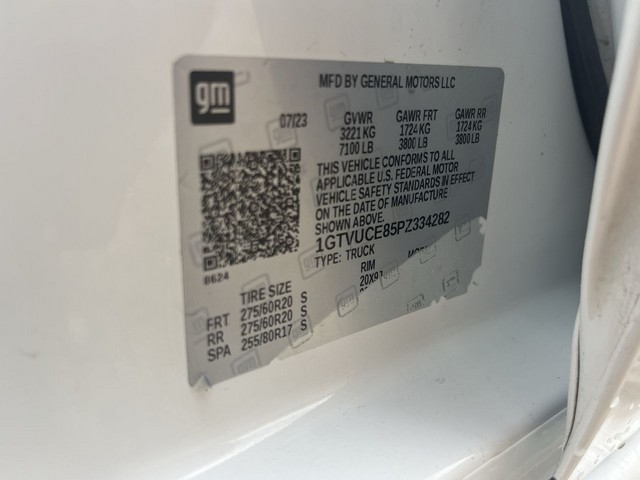 gm
MFD BY GENERAL MOTORS LLC
07/23 GVWR GAWR FRT GAWR RR
3221 KG 1724 KG 1724 KG
7100 LB 3800 LB 3800 LB
THIS VEHICLE CONFORMS TO ALL
APPLICABLE U.S. FEDERAL MOTOR
VEHICLE SAFETY STANDARDS IN EFFECT
ON THE DATE OF MANUFACTURE
SHOWN ABOVE.
1GTVUCE85PZ334282
TYPE: TRUCK
8624
TIRE SIZE RIM
FRT 275/60R20 S
RR 275/60R20 S
SPA 255/80R17 S